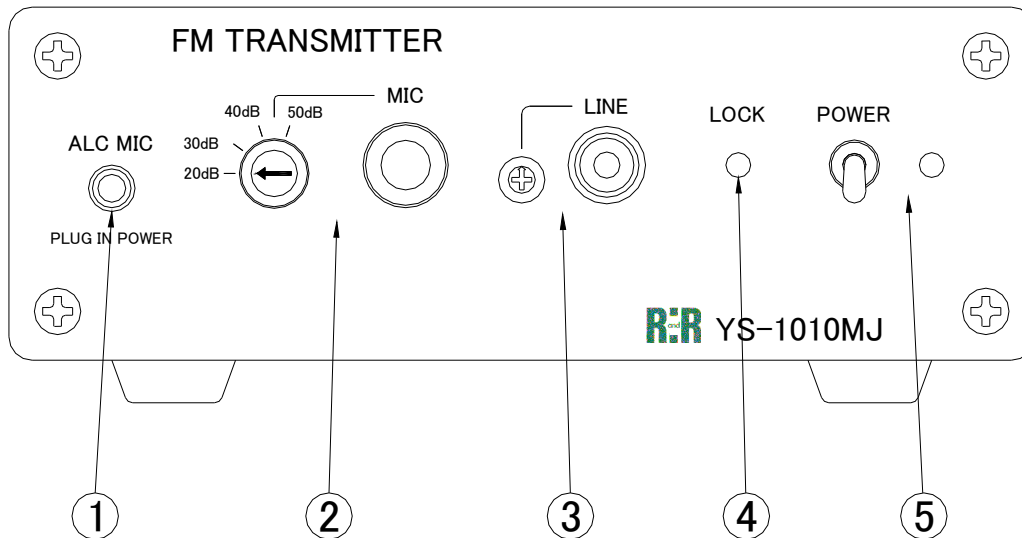 FM TRANSMITTER
MIC
40dB 50dB
30dB
20dB
ALC MIC
PLUG IN POWER
LINE
LOCK
POWER
RandR YS-1010MJ
1 2 3 4 5